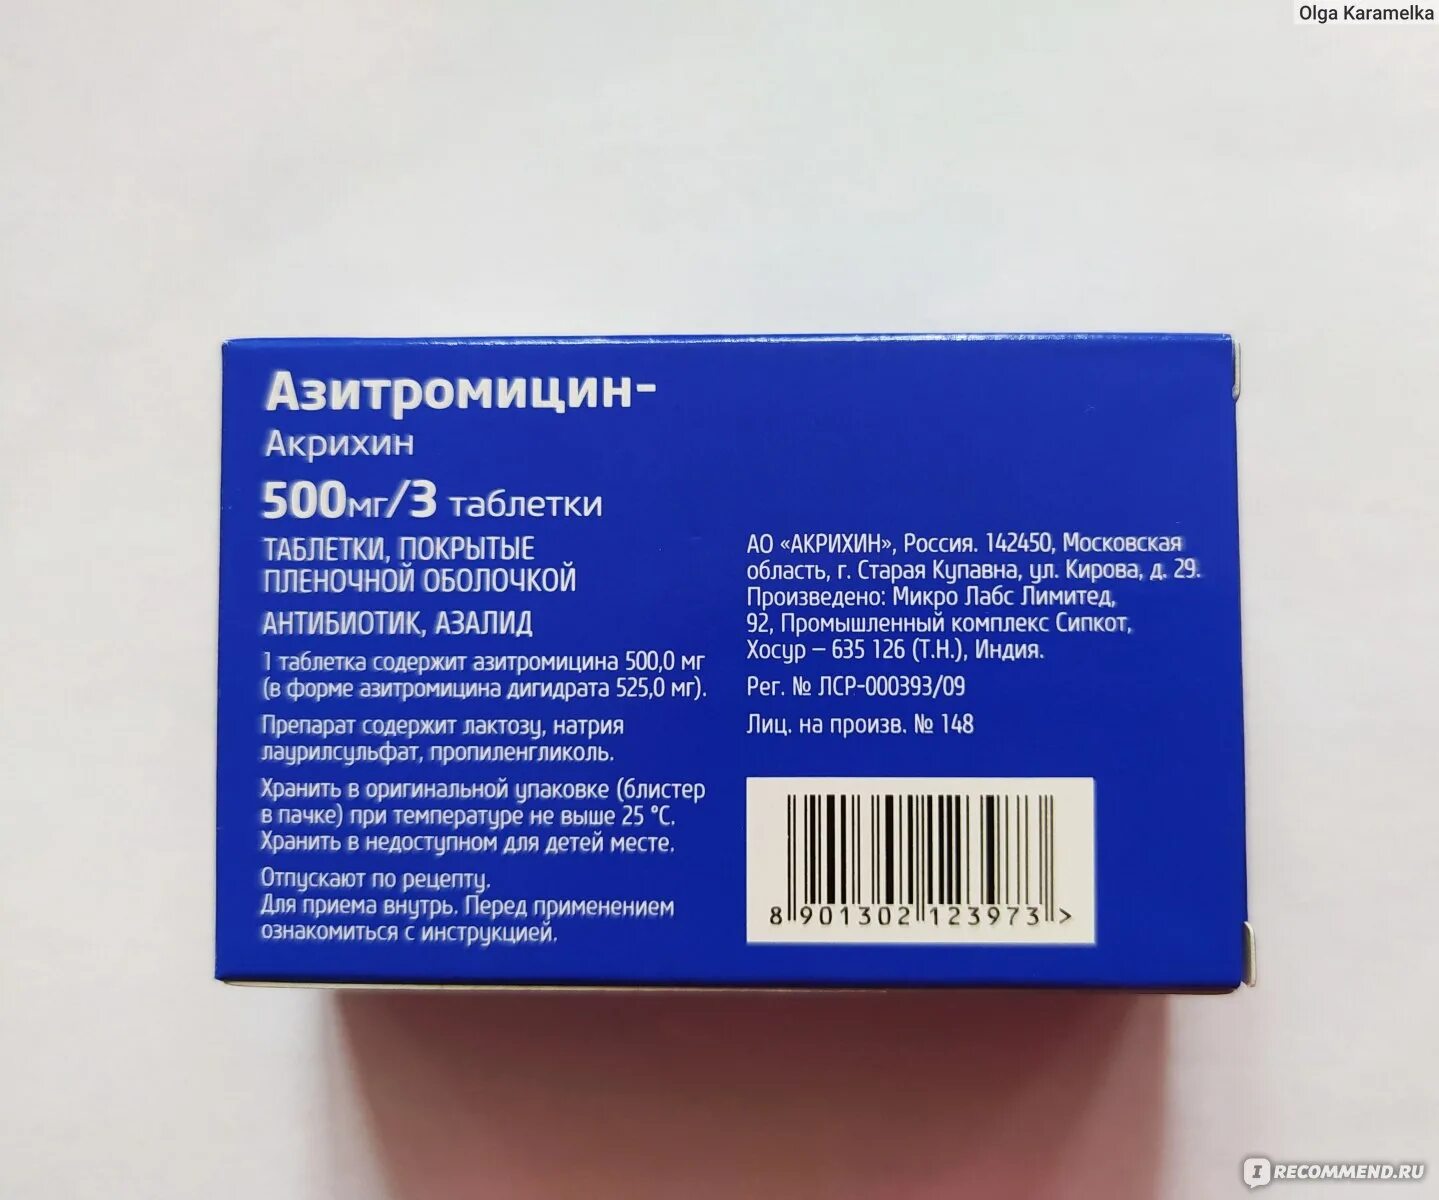 Olga Karamelka
Азитромицин-
Акрихин
500мг/3 таблетки
ТАБЛЕТКИ, ПОКРЫТЫЕ
ПЛЕНОЧНОЙ ОБОЛОЧКОЙ
АНТИБИОТИК, АЗАЛИД
1 таблетка содержит азитромицина 500,0 мг
(в форме азитромицина дигидрата 525,0 мг).
Препарат содержит лактозу, натрия
лаурилсульфат, пропиленгликоль.
Хранить в оригинальной упаковке (блистер
в пачке) при температуре не выше 25 °С.
Хранить в недоступном для детей месте.
Отпускают по рецепту.
Для приема внутрь. Перед применением
ознакомиться с инструкцией.
АО «АКРИХИН», Россия. 142450, Московская
область, г. Старая Купавна, ул. Кирова, д. 29.
Произведено: Микро Лабс Лимитед,
92, Промышленный комплекс Сипкот,
Хосур – 635 126 (Т.Н.), Индия.
Рег. № ЛСР-000393/09
Лиц. на произв. № 148
8 901302 123973 >
IRECOMMEND.RU